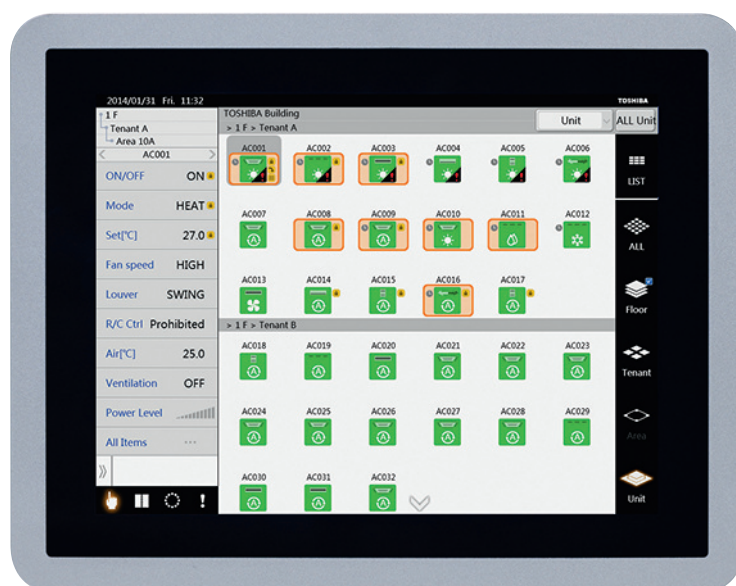 2014/01/31 Fri. 11:32
TOSHIBA
1 F
Tenant A
Area 10A
< AC001 >
ON/OFF ON
Mode HEAT
Set[°C] 27.0
Fan speed HIGH
Louver SWING
R/C Ctrl Prohibited
Air[°C] 25.0
Ventilation OFF
Power Level
All Items ...
TOSHIBA Building
> 1 F > Tenant A
Unit
ALL Unit
AC001 AC002 AC003 AC004 AC005 AC006
AC007 AC008 AC009 AC010 AC011 AC012
AC013 AC014 AC015 AC016 AC017
> 1 F > Tenant B
AC018 AC019 AC020 AC021 AC022 AC023
AC024 AC025 AC026 AC027 AC028 AC029
AC030 AC031 AC032
LIST
ALL
Floor
Tenant
Area
Unit